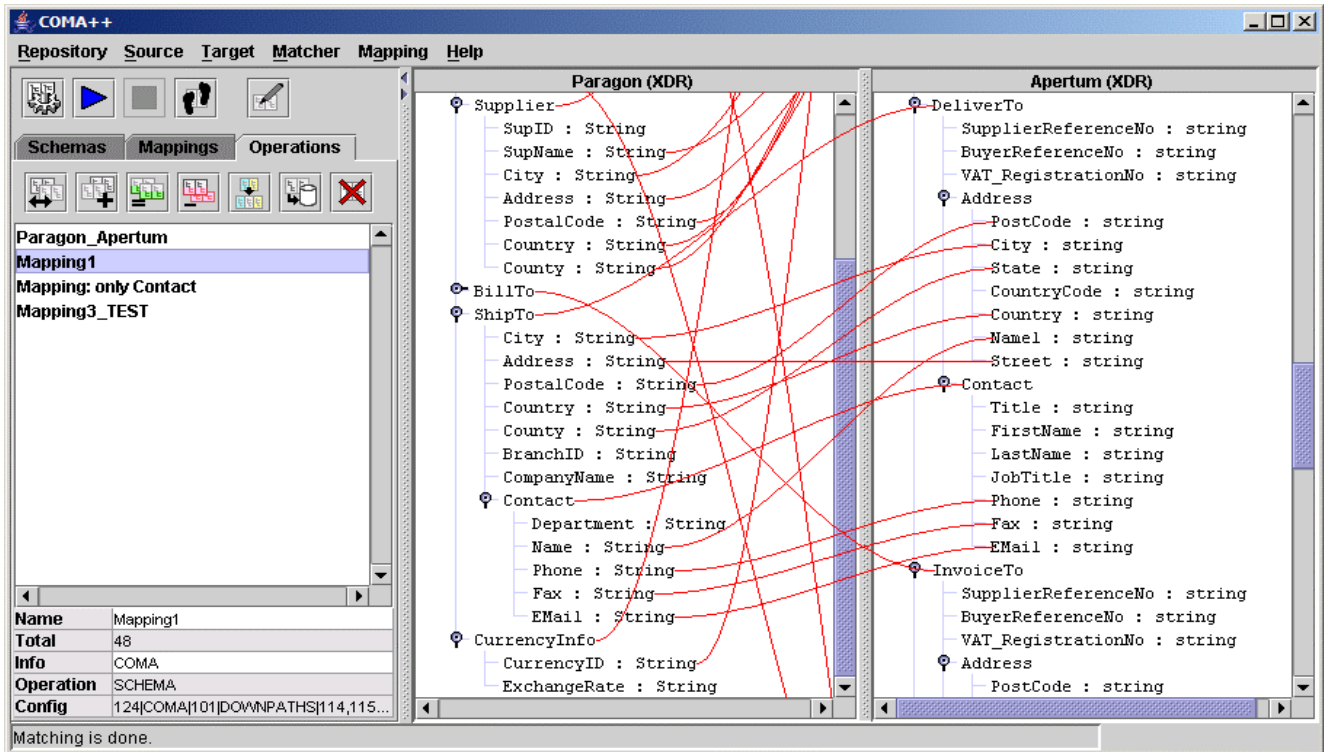 COMA++
Repository Source Target Matcher Mapping Help
Schemas Mappings Operations
Paragon_Apertum
Mapping1
Mapping: only Contact
Mapping3_TEST
Name Mapping1
Total 48
Info COMA
Operation SCHEMA
Config 124|COMA|101|DOWNPATHS|114,115...
Paragon (XDR)
Supplier
SupID : String
SupName : String
City : String
Address : String
PostalCode : String
Country : String
County : String
BillTo
ShipTo
City : String
Address : String
PostalCode : String
Country : String
County : String
BranchID : String
CompanyName : String
Contact
Department : String
Name : String
Phone : String
Fax : String
EMail : String
CurrencyInfo
CurrencyID : String
ExchangeRate : String
Apertum (XDR)
DeliverTo
SupplierReferenceNo : string
BuyerReferenceNo : string
VAT_RegistrationNo : string
Address
PostCode : string
City : string
State : string
CountryCode : string
Country : string
Name1 : string
Street : string
Contact
Title : string
FirstName : string
LastName : string
JobTitle : string
Phone : string
Fax : string
EMail : string
InvoiceTo
SupplierReferenceNo : string
BuyerReferenceNo : string
VAT_RegistrationNo : string
Address
PostCode : string
Matching is done.